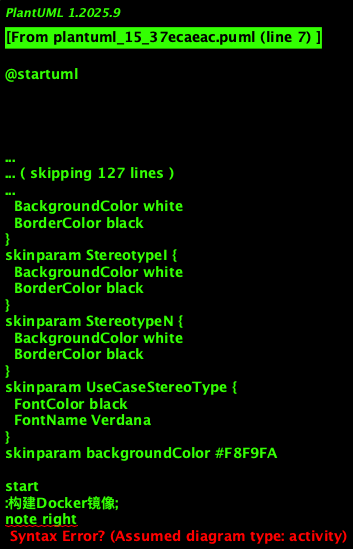 PlantUML 1.2025.9
[From plantuml_15_37ecaeac.puml (line 7) ]
@startuml
...
... ( skipping 127 lines )
...
BackgroundColor white
BorderColor black
}
skinparam StereotypeI {
BackgroundColor white
BorderColor black
}
skinparam StereotypeN {
BackgroundColor white
BorderColor black
}
skinparam UseCaseStereoType {
FontColor black
FontName Verdana
}
skinparam backgroundColor #F8F9FA
start
:构建Docker镜像;
note right
Syntax Error? (Assumed diagram type: activity)